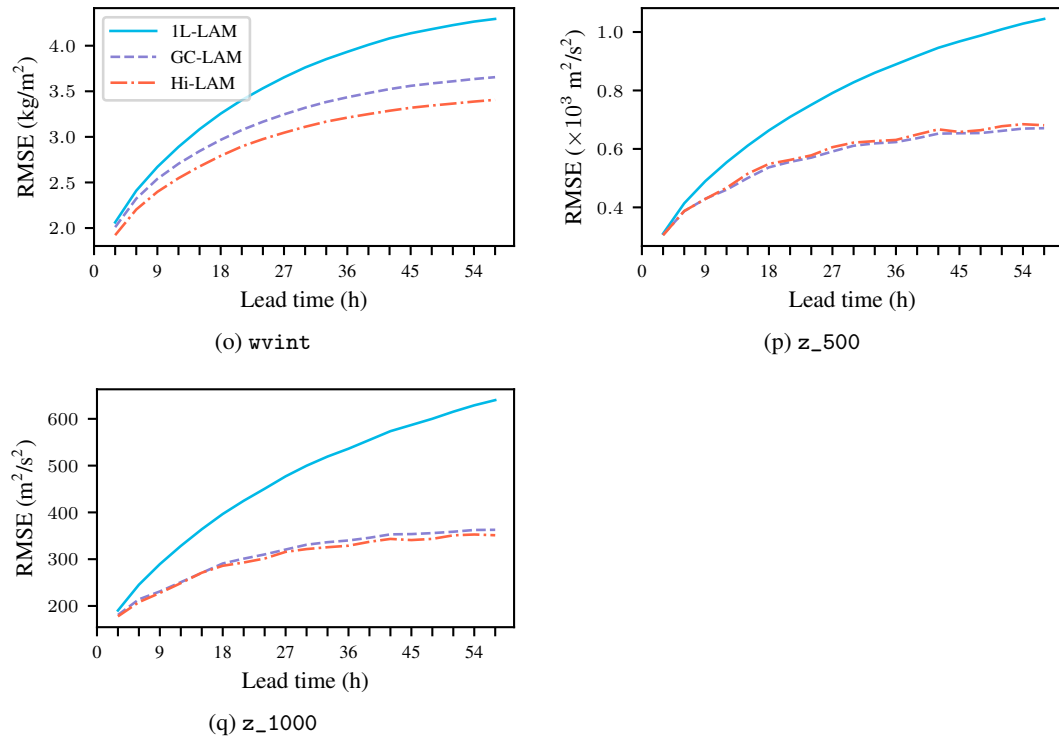 4.0
3.5
3.0
2.5
2.0
RMSE (kg/m²)
1L-LAM
GC-LAM
Hi-LAM
0 9 18 27 36 45 54
Lead time (h)
(o) wvint
1.0
0.8
0.6
0.4
RMSE (×10³ m²/s²)
0 9 18 27 36 45 54
Lead time (h)
(p) z_500
600
500
400
300
200
RMSE (m²/s²)
0 9 18 27 36 45 54
Lead time (h)
(q) z_1000